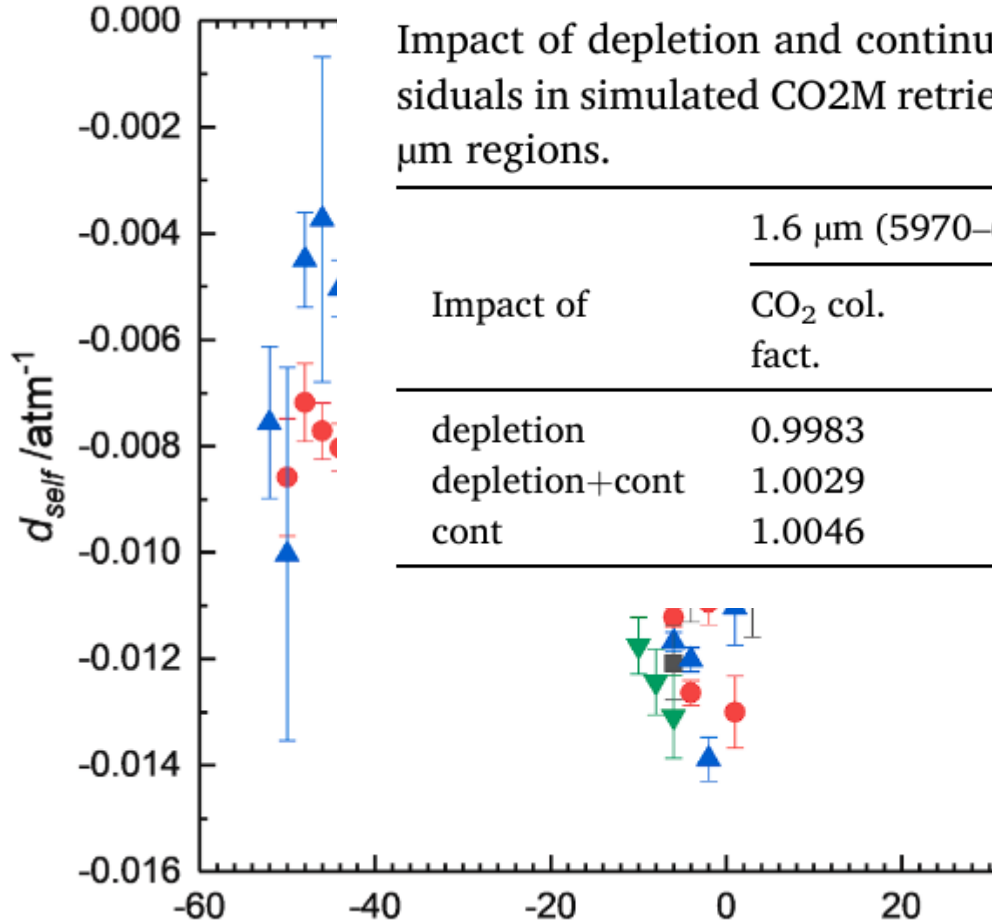 0.000
-0.002
-0.004
-0.006
-0.008
-0.010
-0.012
-0.014
-0.016
d_self /atm-1
-60 -40 -20 0 20
Impact of depletion and continu
siduals in simulated CO2M retrie
μm regions.
1.6 μm (5970–
Impact of CO2 col.
fact.
depletion 0.9983
depletion+cont 1.0029
cont 1.0046